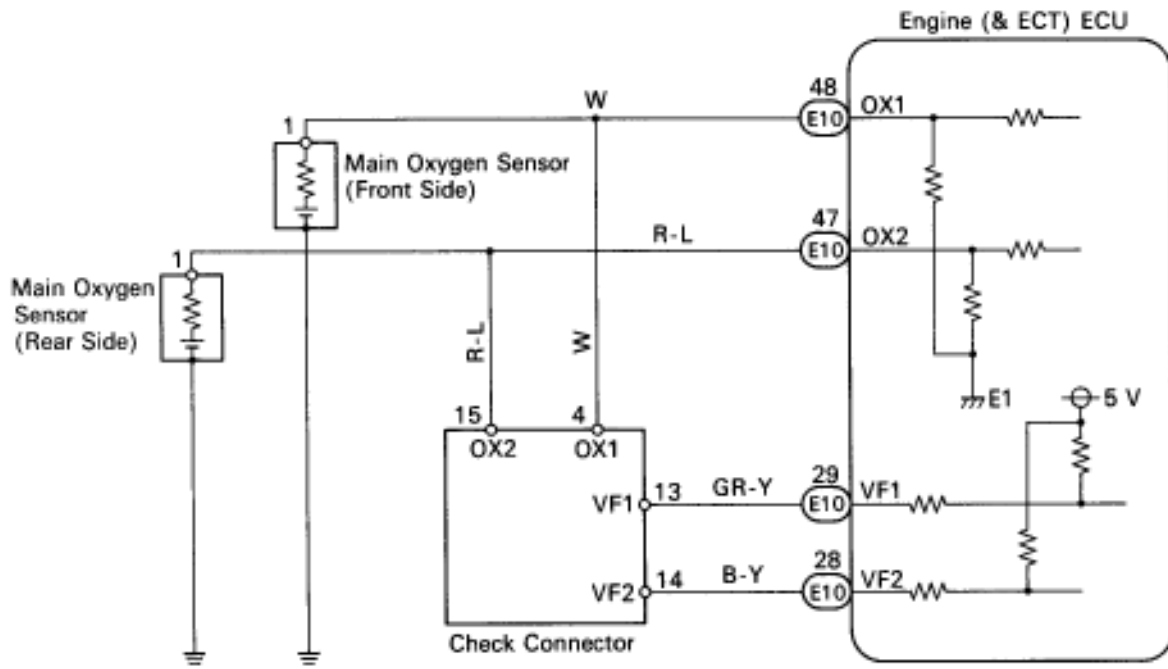 Engine (& ECT) ECU
48
W
E10
OX1
1
Main Oxygen Sensor
(Front Side)
47
R-L
E10
OX2
1
Main Oxygen
Sensor
(Rear Side)
R-L
W
E1
5 V
15
4
OX2
OX1
29
VF1
13
GR-Y
E10
VF1
28
VF2
14
B-Y
E10
VF2
Check Connector